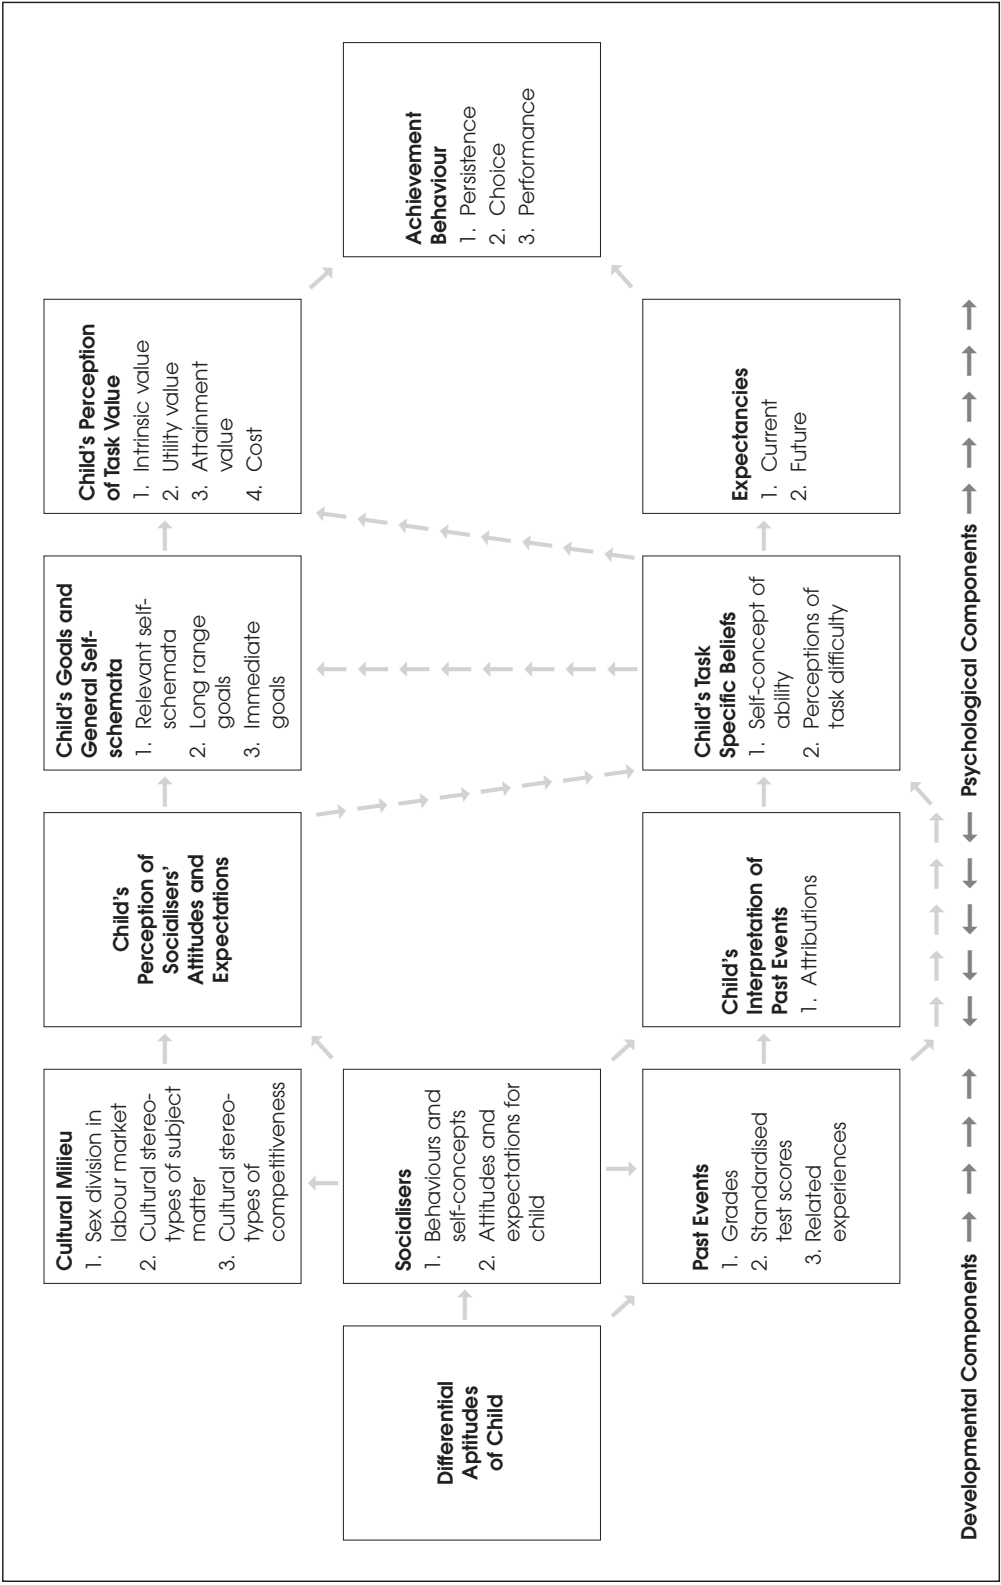 Cultural Milieu
1. Sex division in
labour market
2. Cultural stereo-
types of subject
matter
3. Cultural stereo-
types of
competitiveness
Child's
Perception of
Socialisers'
Attitudes and
Expectations
Child's Goals and
General Self-
schemata
1. Relevant self-
schemata
2. Long range
goals
3. Immediate
goals
Child's Perception
of Task Value
1. Intrinsic value
2. Utility value
3. Attainment
value
4. Cost
Differential
Aptitudes
of Child
Socialisers
1. Behaviours and
self-concepts
2. Attitudes and
expectations for
child
Achievement
Behaviour
1. Persistence
2. Choice
3. Performance
Past Events
1. Grades
2. Standardised
test scores
3. Related
experiences
Child's
Interpretation of
Past Events
1. Attributions
Child's Task
Specific Beliefs
1. Self-concept of
ability
2. Perceptions of
task difficulty
Expectancies
1. Current
2. Future
Developmental Components
Psychological Components